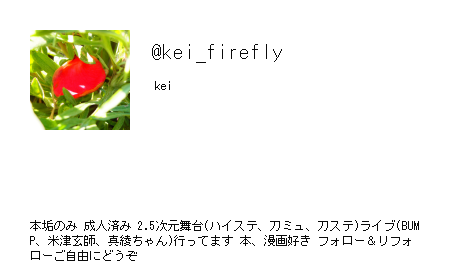 @kei_firefly
kei
本垢のみ 成人済み 2.5次元舞台(ハイステ、刀ミュ、刀ステ)ライブ(BUM
P、米津玄師、真綾ちゃん)行ってます 本、漫画好き フォロー＆リフォ
ローご自由にどうぞ